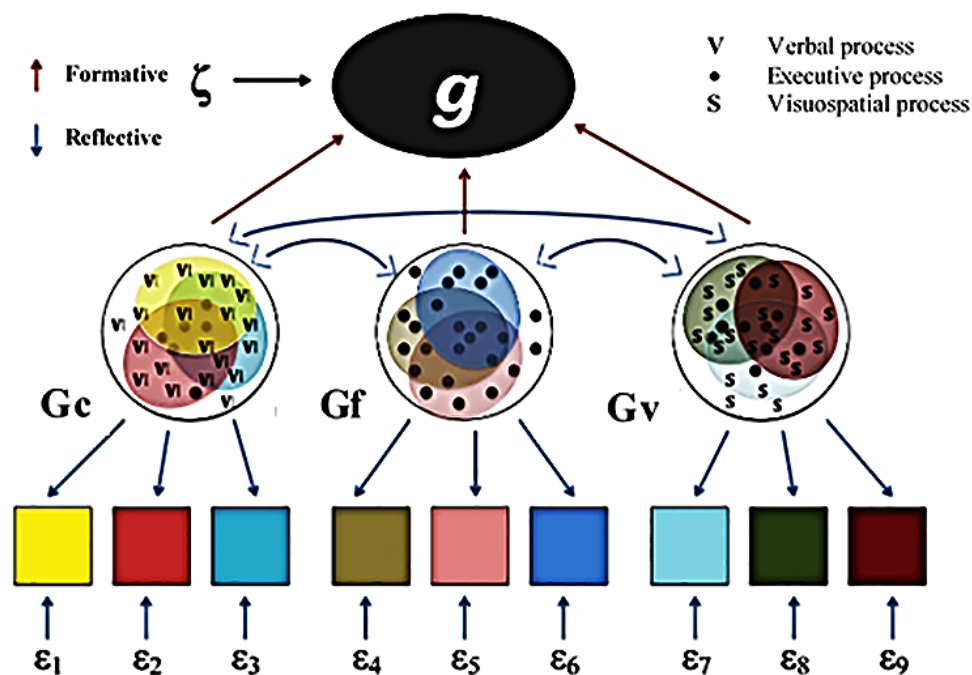 Formative
Reflective
ζ
g
V Verbal process
● Executive process
S Visuospatial process
Gc
Gf
Gv
ε1 ε2 ε3 ε4 ε5 ε6 ε7 ε8 ε9